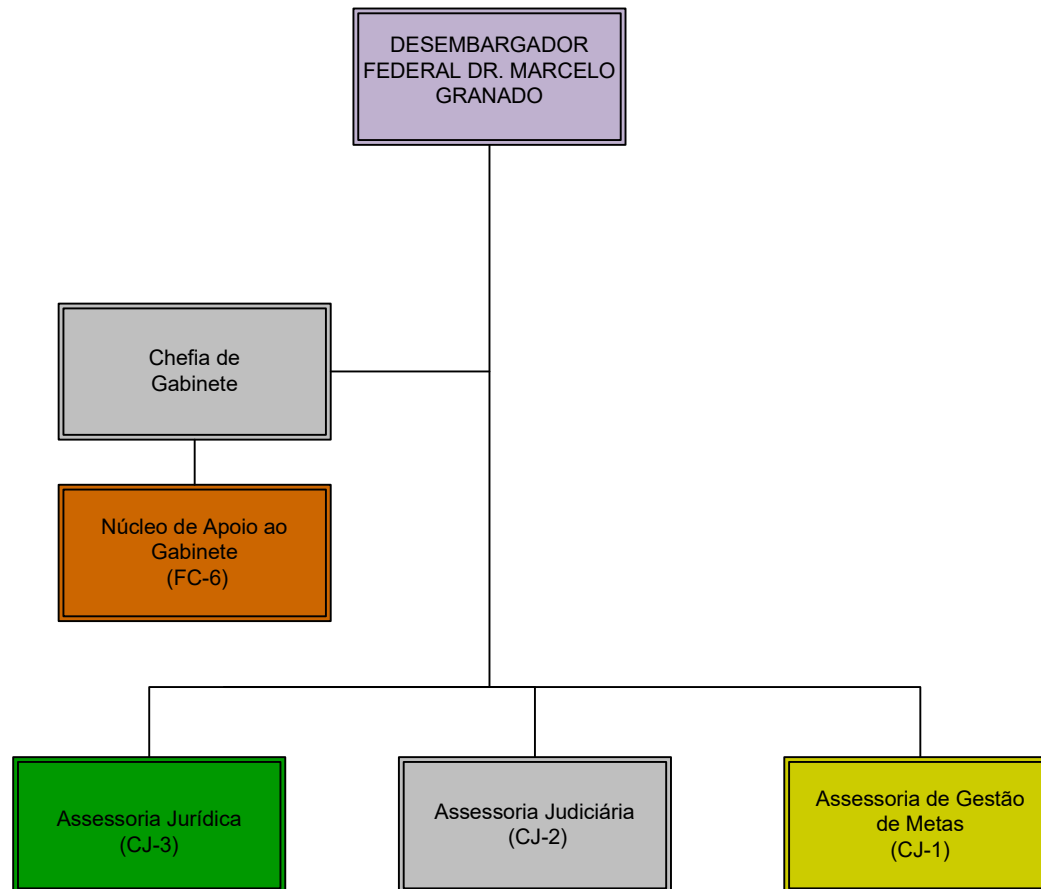 DESEMBARGADOR
FEDERAL DR. MARCELO
GRANADO
Chefia de
Gabinete
Núcleo de Apoio ao
Gabinete
(FC-6)
Assessoria Jurídica
(CJ-3)
Assessoria Judiciária
(CJ-2)
Assessoria de Gestão
de Metas
(CJ-1)